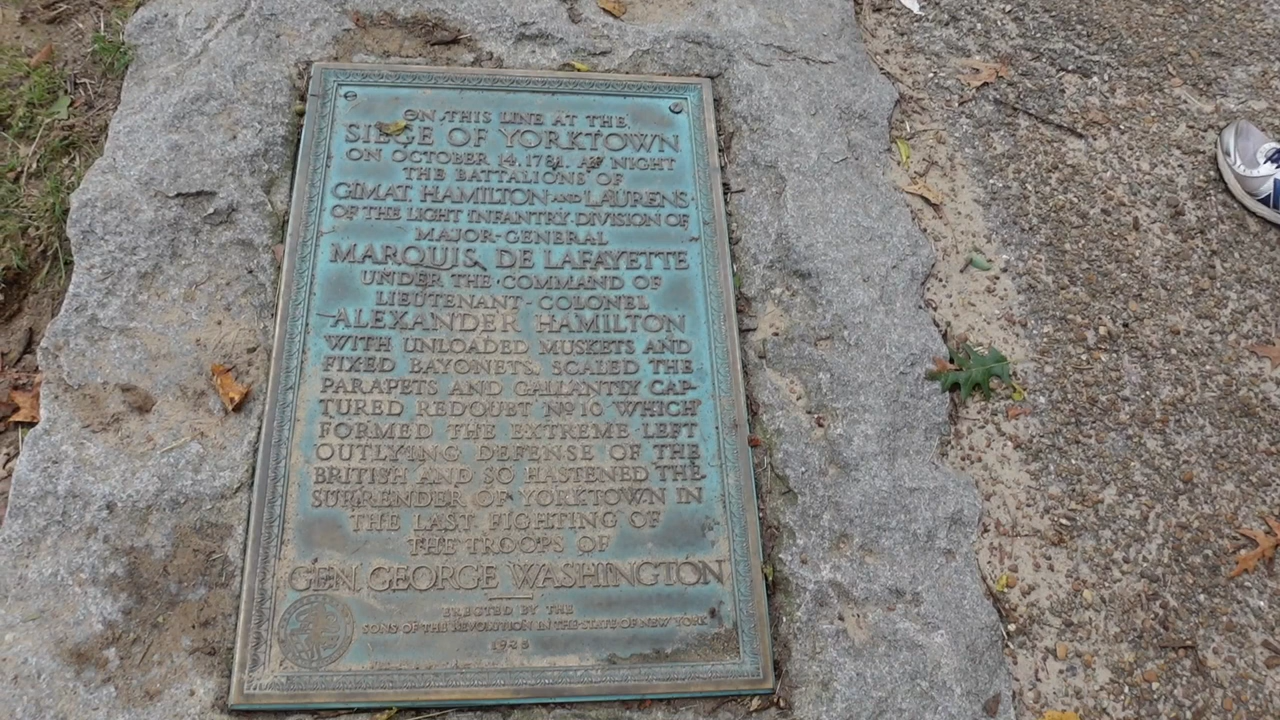 ON THIS LINE AT THE
SIEGE OF YORKTOWN
ON OCTOBER 14, 1781, AT NIGHT
THE BATTALIONS OF
GIMAT, HAMILTON AND LAURENS
OF THE LIGHT INFANTRY DIVISION OF
MAJOR-GENERAL
MARQUIS DE LAFAYETTE
UNDER THE COMMAND OF
LIEUTENANT-COLONEL
ALEXANDER HAMILTON
WITH UNLOADED MUSKETS AND
FIXED BAYONETS, SCALED THE
PARAPETS AND GALLANTLY CAP-
TURED REDOUBT No 10 WHICH
FORMED THE EXTREME LEFT
OUTLYING DEFENSE OF THE
BRITISH AND SO HASTENED THE
SURRENDER OF YORKTOWN IN
THE LAST FIGHTING OF
THE TROOPS OF
GEN. GEORGE WASHINGTON
ERECTED BY THE
SONS OF THE REVOLUTION IN THE STATE OF NEW YORK